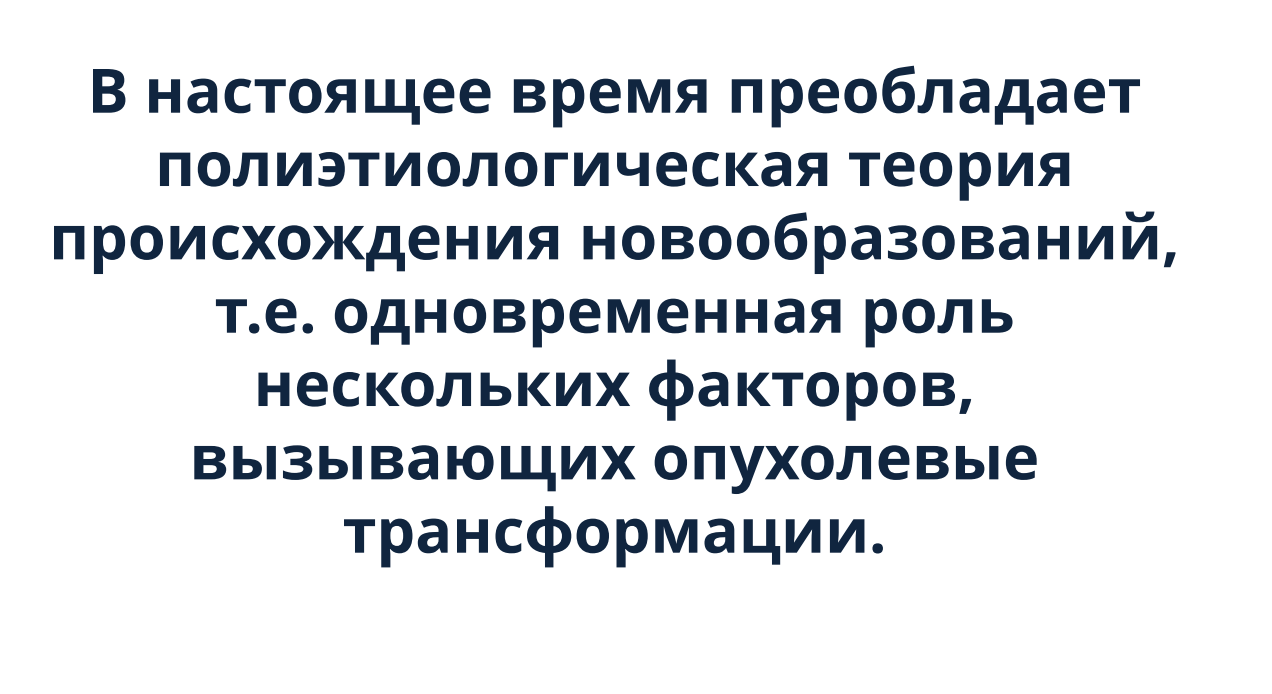 В настоящее время преобладает
полиэтиологическая теория
происхождения новообразований,
т.е. одновременная роль
нескольких факторов,
вызывающих опухолевые
трансформации.